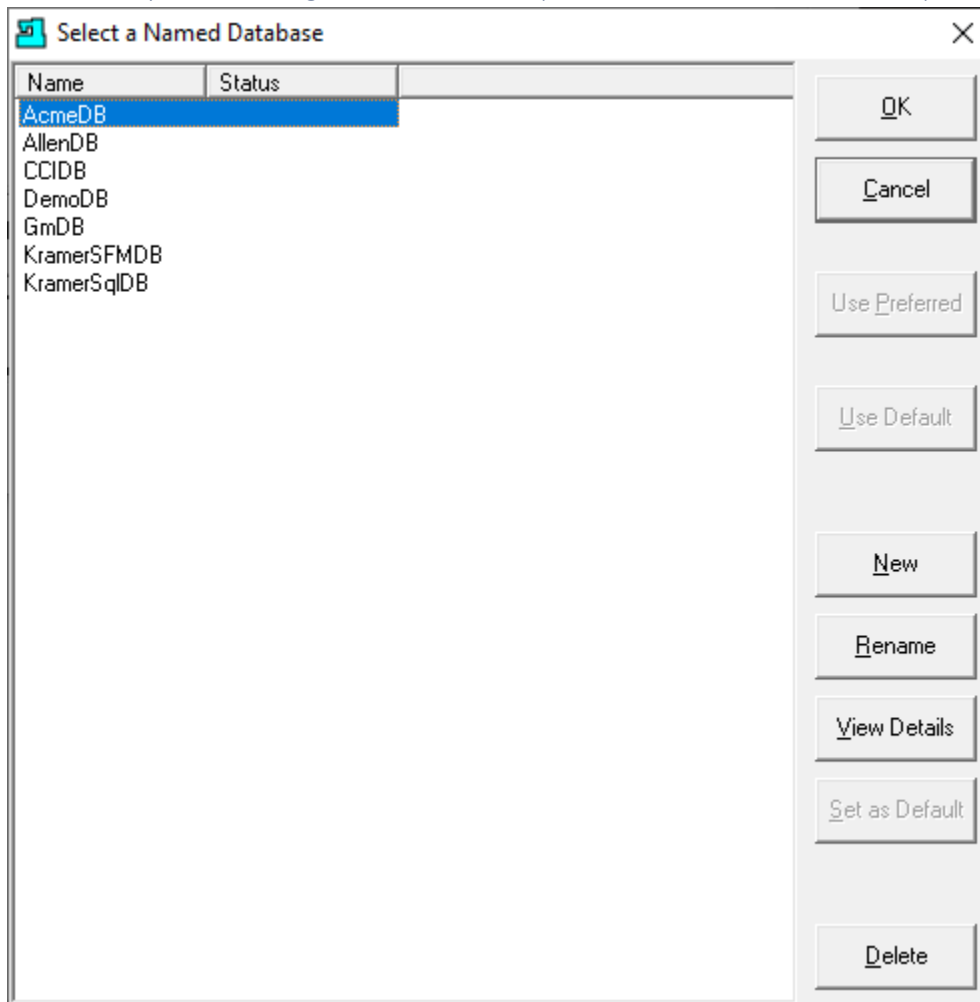 Select a Named Database
Name Status
AcmeDB
AllenDB
CCIDB
DemoDB
GmDB
KramerSFMDB
KramerSqlDB
OK
Cancel
Use Preferred
Use Default
New
Rename
View Details
Set as Default
Delete